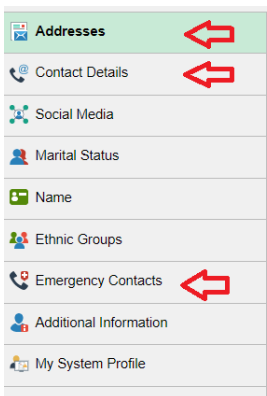 Addresses
Contact Details
Social Media
Marital Status
Name
Ethnic Groups
Emergency Contacts
Additional Information
My System Profile